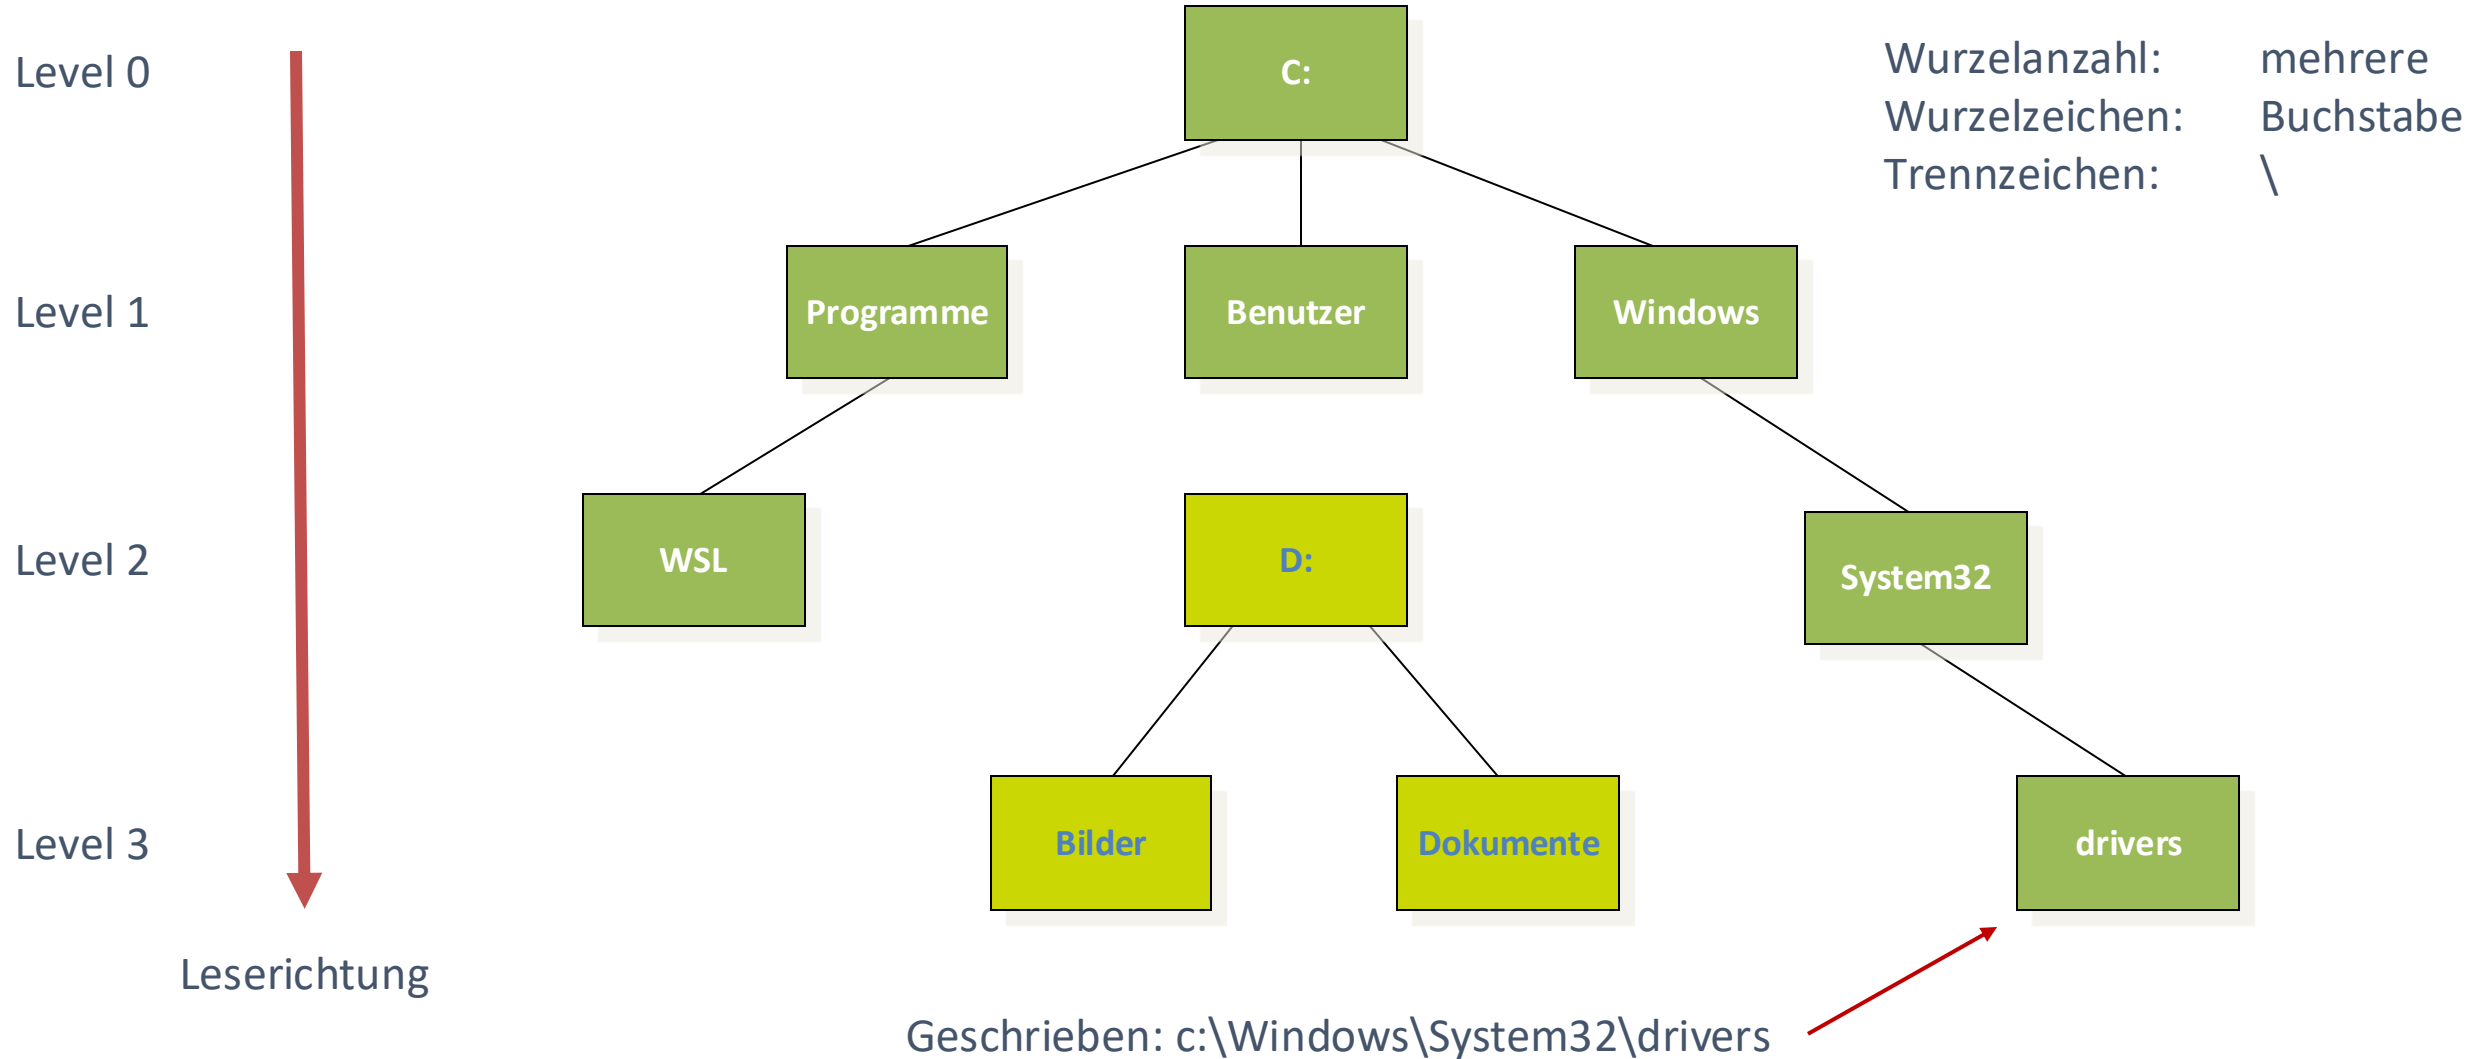 Level 0
C:
Wurzelanzahl: mehrere
Wurzelzeichen: Buchstabe
Trennzeichen: \
Level 1
Programme
Benutzer
Windows
Level 2
WSL
D:
System32
Level 3
Bilder
Dokumente
drivers
Leserichtung
Geschrieben: c:\Windows\System32\drivers